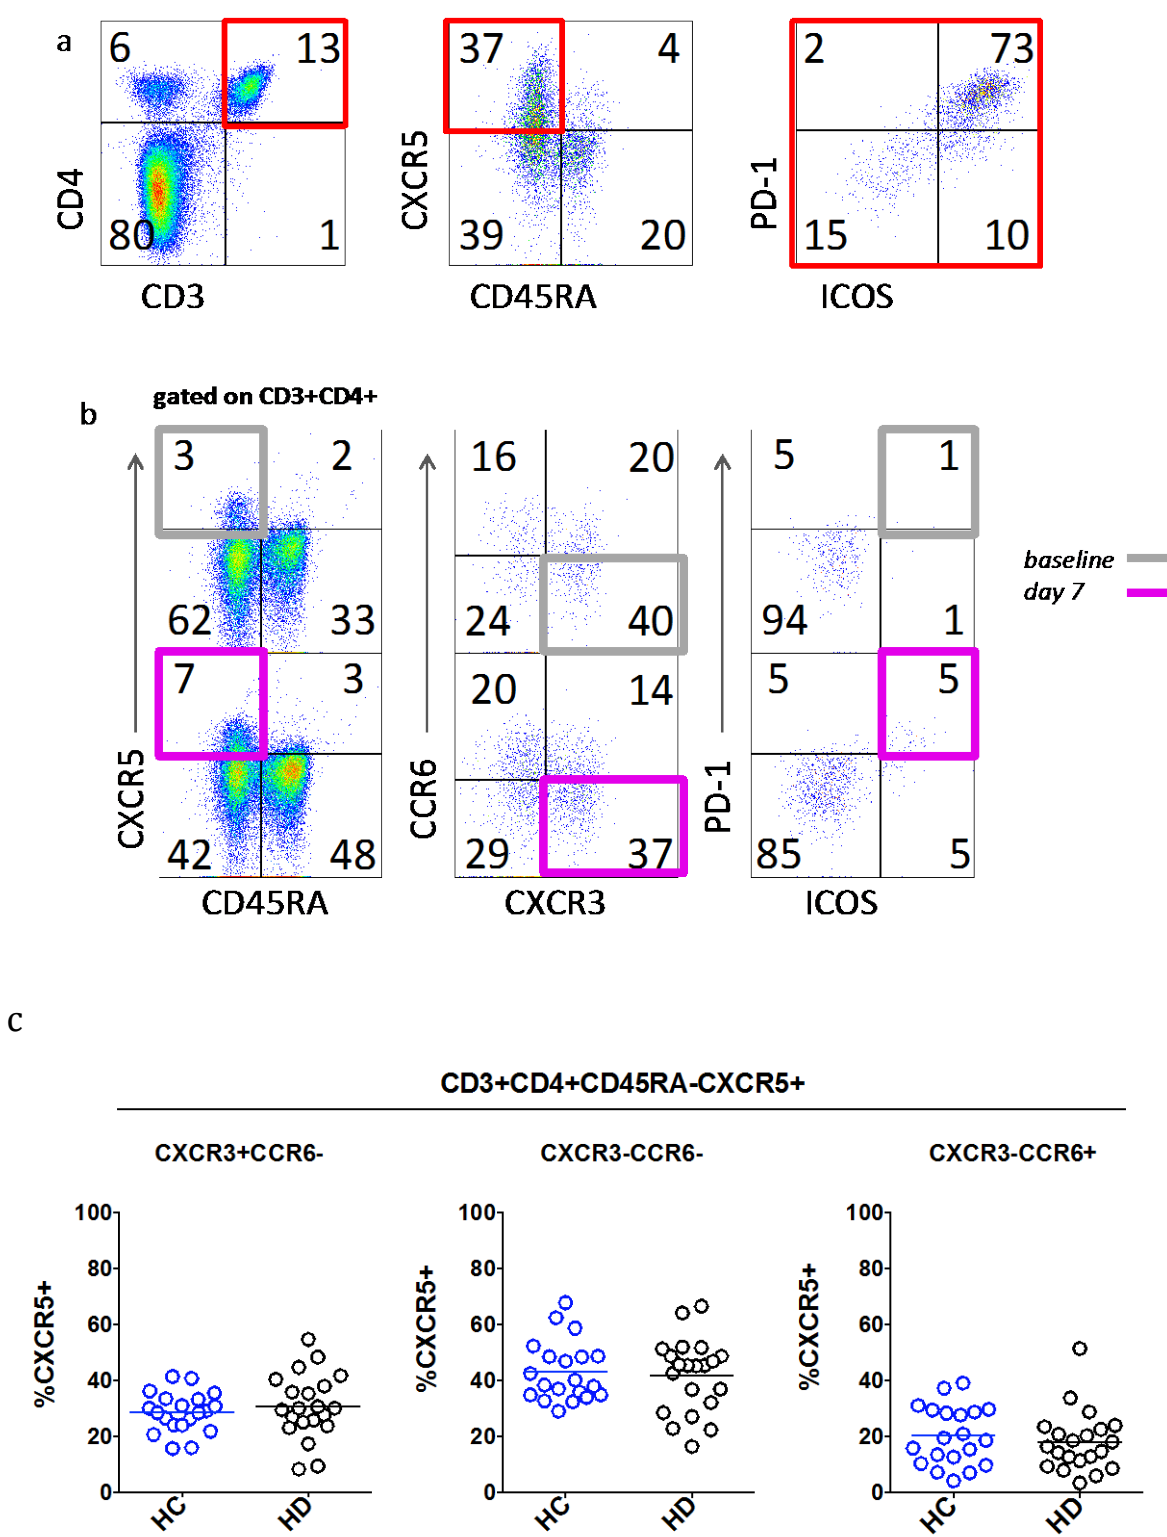 a
6 13
80 1
CD4
CD3
37 4
39 20
CXCR5
CD45RA
2 73
15 10
PD-1
ICOS
b
gated on CD3+CD4+
3 2
62 33
7 3
42 48
CXCR5
CD45RA
16 20
24 40
20 14
29 37
CCR6
CXCR3
5 1
94 1
5 5
85 5
PD-1
ICOS
baseline
day 7
c
CD3+CD4+CD45RA-CXCR5+
CXCR3+CCR6-
%CXCR5+
100
80
60
40
20
0
HC HD
CXCR3-CCR6-
%CXCR5+
100
80
60
40
20
0
HC HD
CXCR3-CCR6+
%CXCR5+
100
80
60
40
20
0
HC HD